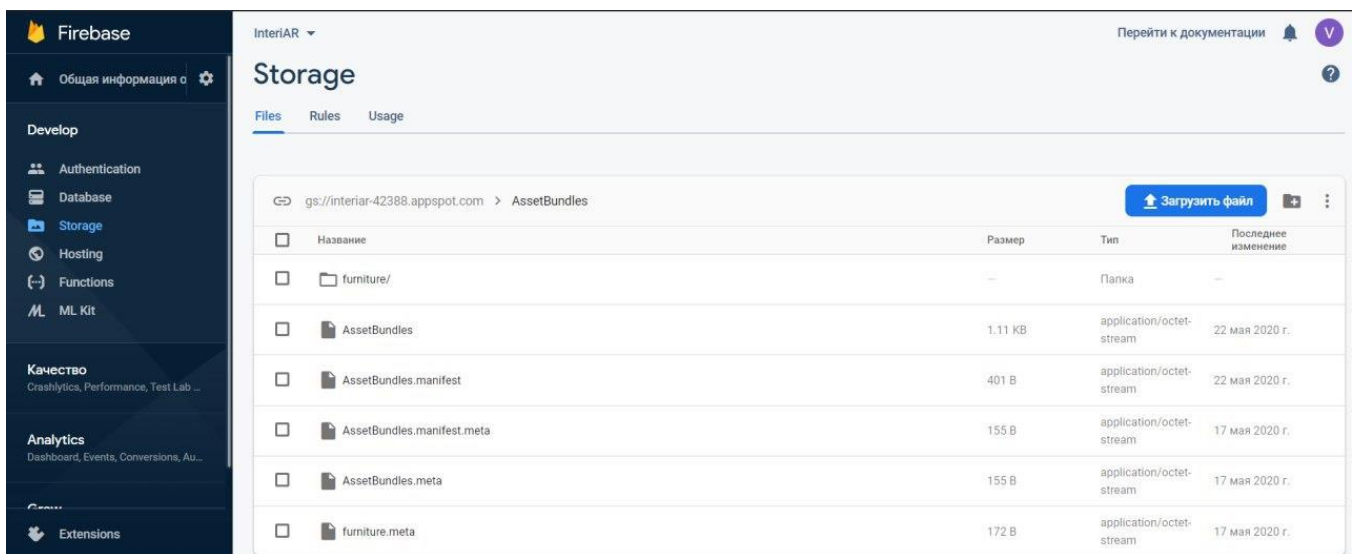 Firebase
InteriAR
Перейти к документации
V
Общая информация о
Storage
Files Rules Usage
Develop
Authentication
Database
Storage
Hosting
Functions
ML Kit
Качество
Crashlytics, Performance, Test Lab ...
Analytics
Dashboard, Events, Conversions, Au...
Extensions
gs://interiar-42388.appspot.com > AssetBundles
Загрузить файл
Название Размер Тип Последнее
изменение
furniture/ — Папка —
AssetBundles 1.11 KB application/octet-
stream 22 мая 2020 г.
AssetBundles.manifest 401 B application/octet-
stream 22 мая 2020 г.
AssetBundles.manifest.meta 155 B application/octet-
stream 17 мая 2020 г.
AssetBundles.meta 155 B application/octet-
stream 17 мая 2020 г.
furniture.meta 172 B application/octet-
stream 17 мая 2020 г.